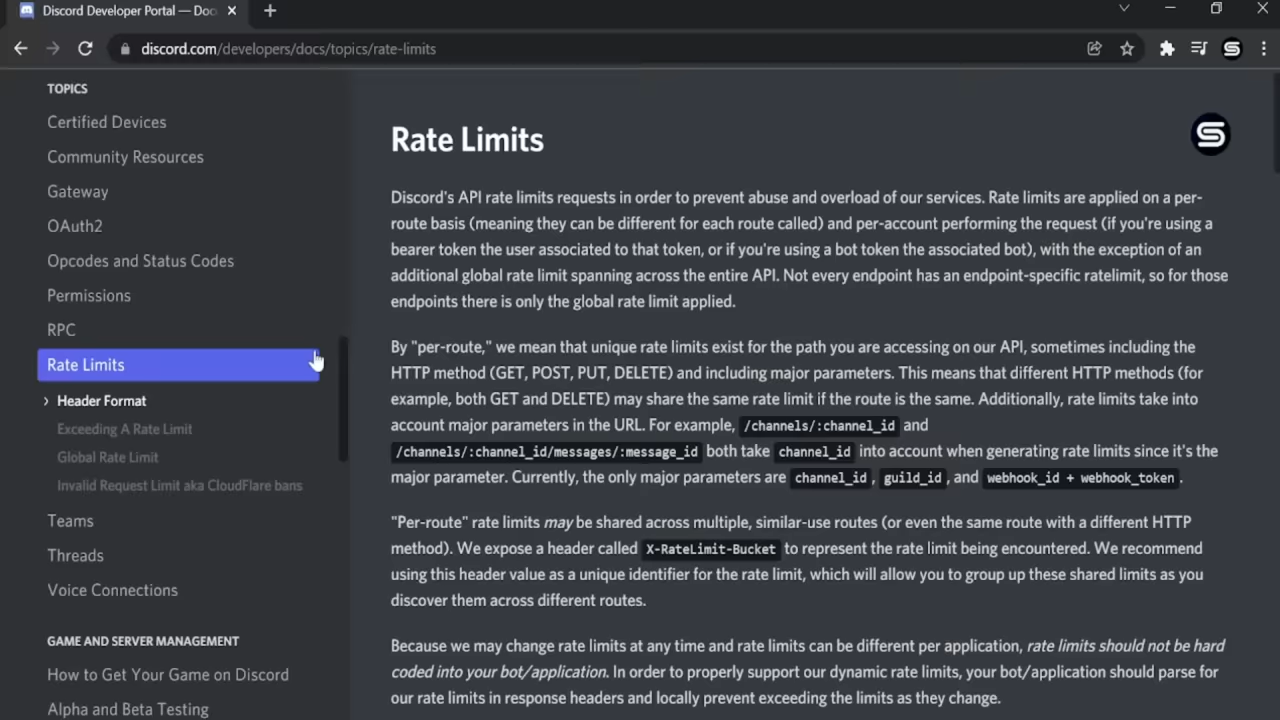 Discord Developer Portal — Doc
discord.com/developers/docs/topics/rate-limits
TOPICS
Certified Devices
Community Resources
Gateway
OAuth2
Opcodes and Status Codes
Permissions
RPC
Rate Limits
Header Format
Exceeding A Rate Limit
Global Rate Limit
Invalid Request Limit aka CloudFlare bans
Teams
Threads
Voice Connections
GAME AND SERVER MANAGEMENT
How to Get Your Game on Discord
Alpha and Beta Testing
Rate Limits
Discord's API rate limits requests in order to prevent abuse and overload of our services. Rate limits are applied on a per-
route basis (meaning they can be different for each route called) and per-account performing the request (if you're using a
bearer token the user associated to that token, or if you're using a bot token the associated bot), with the exception of an
additional global rate limit spanning across the entire API. Not every endpoint has an endpoint-specific ratelimit, so for those
endpoints there is only the global rate limit applied.
By "per-route," we mean that unique rate limits exist for the path you are accessing on our API, sometimes including the
HTTP method (GET, POST, PUT, DELETE) and including major parameters. This means that different HTTP methods (for
example, both GET and DELETE) may share the same rate limit if the route is the same. Additionally, rate limits take into
account major parameters in the URL. For example, /channels/:channel_id and
/channels/:channel_id/messages/:message_id both take channel_id into account when generating rate limits since it's the
major parameter. Currently, the only major parameters are channel_id, guild_id, and webhook_id + webhook_token.
"Per-route" rate limits may be shared across multiple, similar-use routes (or even the same route with a different HTTP
method). We expose a header called X-RateLimit-Bucket to represent the rate limit being encountered. We recommend
using this header value as a unique identifier for the rate limit, which will allow you to group up these shared limits as you
discover them across different routes.
Because we may change rate limits at any time and rate limits can be different per application, rate limits should not be hard
coded into your bot/application. In order to properly support our dynamic rate limits, your bot/application should parse for
our rate limits in response headers and locally prevent exceeding the limits as they change.